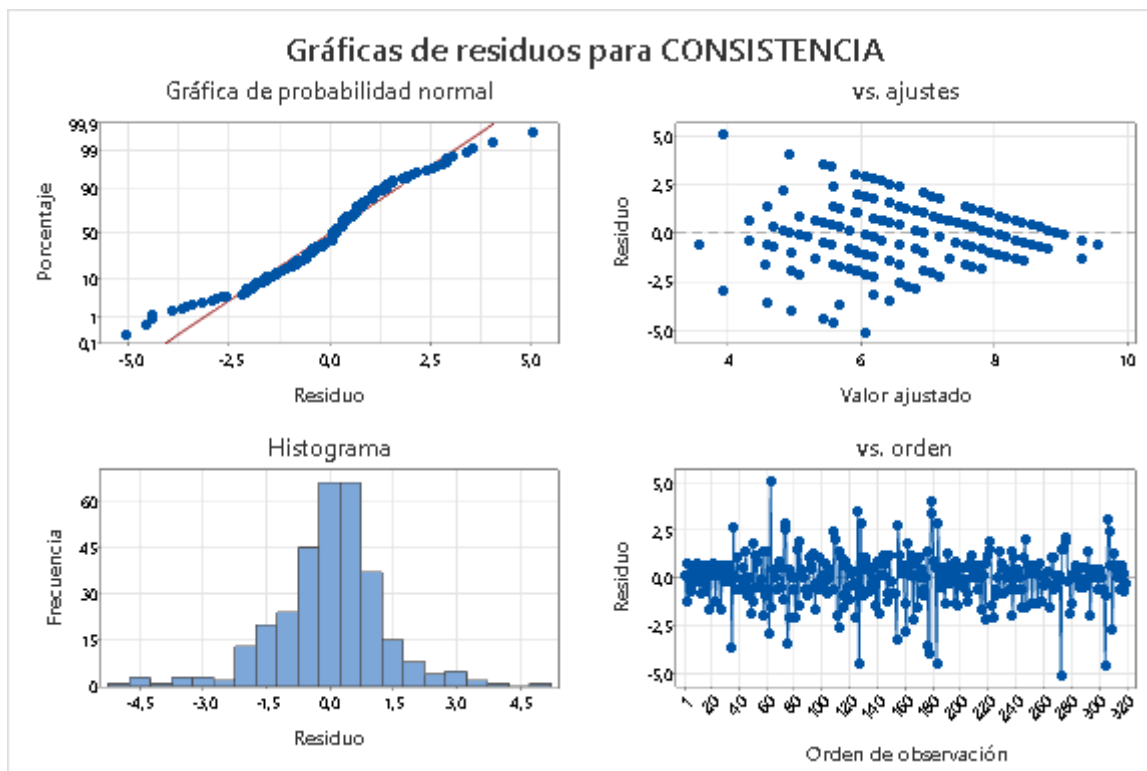 Gráficas de residuos para CONSISTENCIA
Gráfica de probabilidad normal
99,9
99
90
50
10
1
0,1
Porcentaje
-5,0 -2,5 0,0 2,5 5,0
Residuo
vs. ajustes
5,0
2,5
0,0
-2,5
-5,0
Residuo
4 6 8 10
Valor ajustado
Histograma
60
45
30
15
0
Frecuencia
-4,5 -3,0 -1,5 0,0 1,5 3,0 4,5
Residuo
vs. orden
5,0
2,5
0,0
-2,5
-5,0
Residuo
1 20 40 60 80 100 120 140 160 180 200 220 240 260 280 300 320
Orden de observación